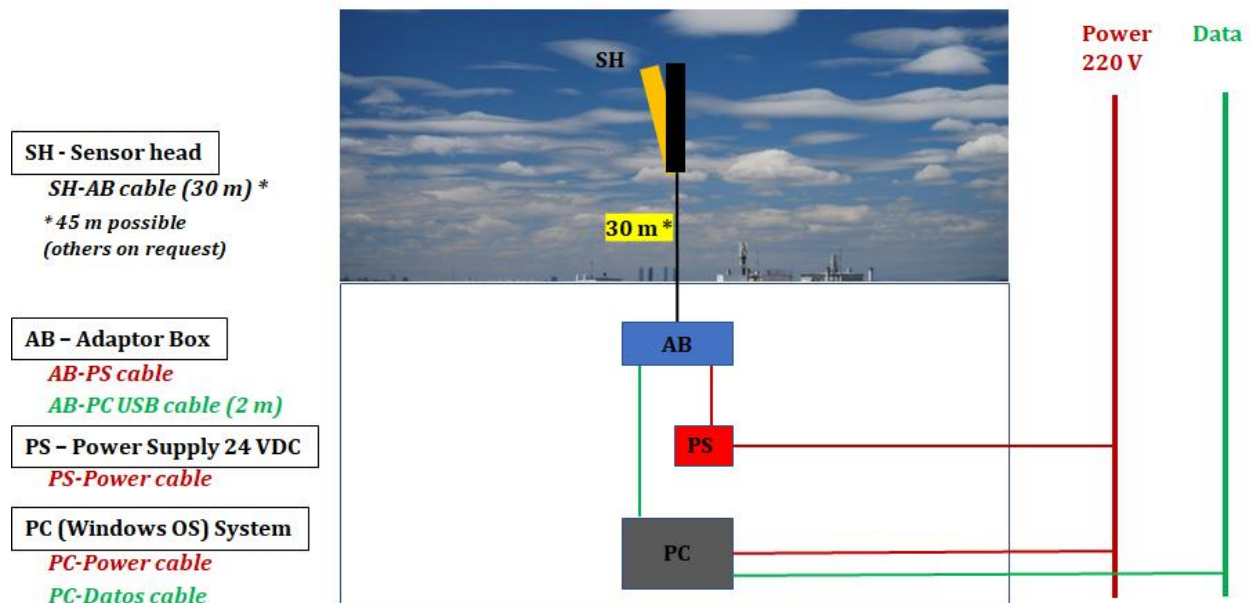 SH - Sensor head
SH-AB cable (30 m) *
* 45 m possible
(others on request)
AB – Adaptor Box
AB-PS cable
AB-PC USB cable (2 m)
PS – Power Supply 24 VDC
PS-Power cable
PC (Windows OS) System
PC-Power cable
PC-Datos cable
SH
30 m *
AB
PS
PC
Power
220 V
Data